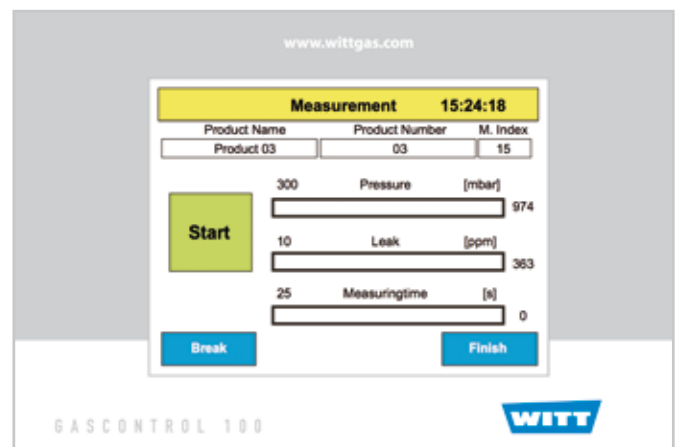 www.wittgas.com
Measurement 15:24:18
Product Name Product Number M. Index
Product 03 03 15
300 Pressure [mbar]
974
Start
10 Leak [ppm]
363
25 Measuringtime [s]
0
Break Finish
GASCONTROL 100 WITT